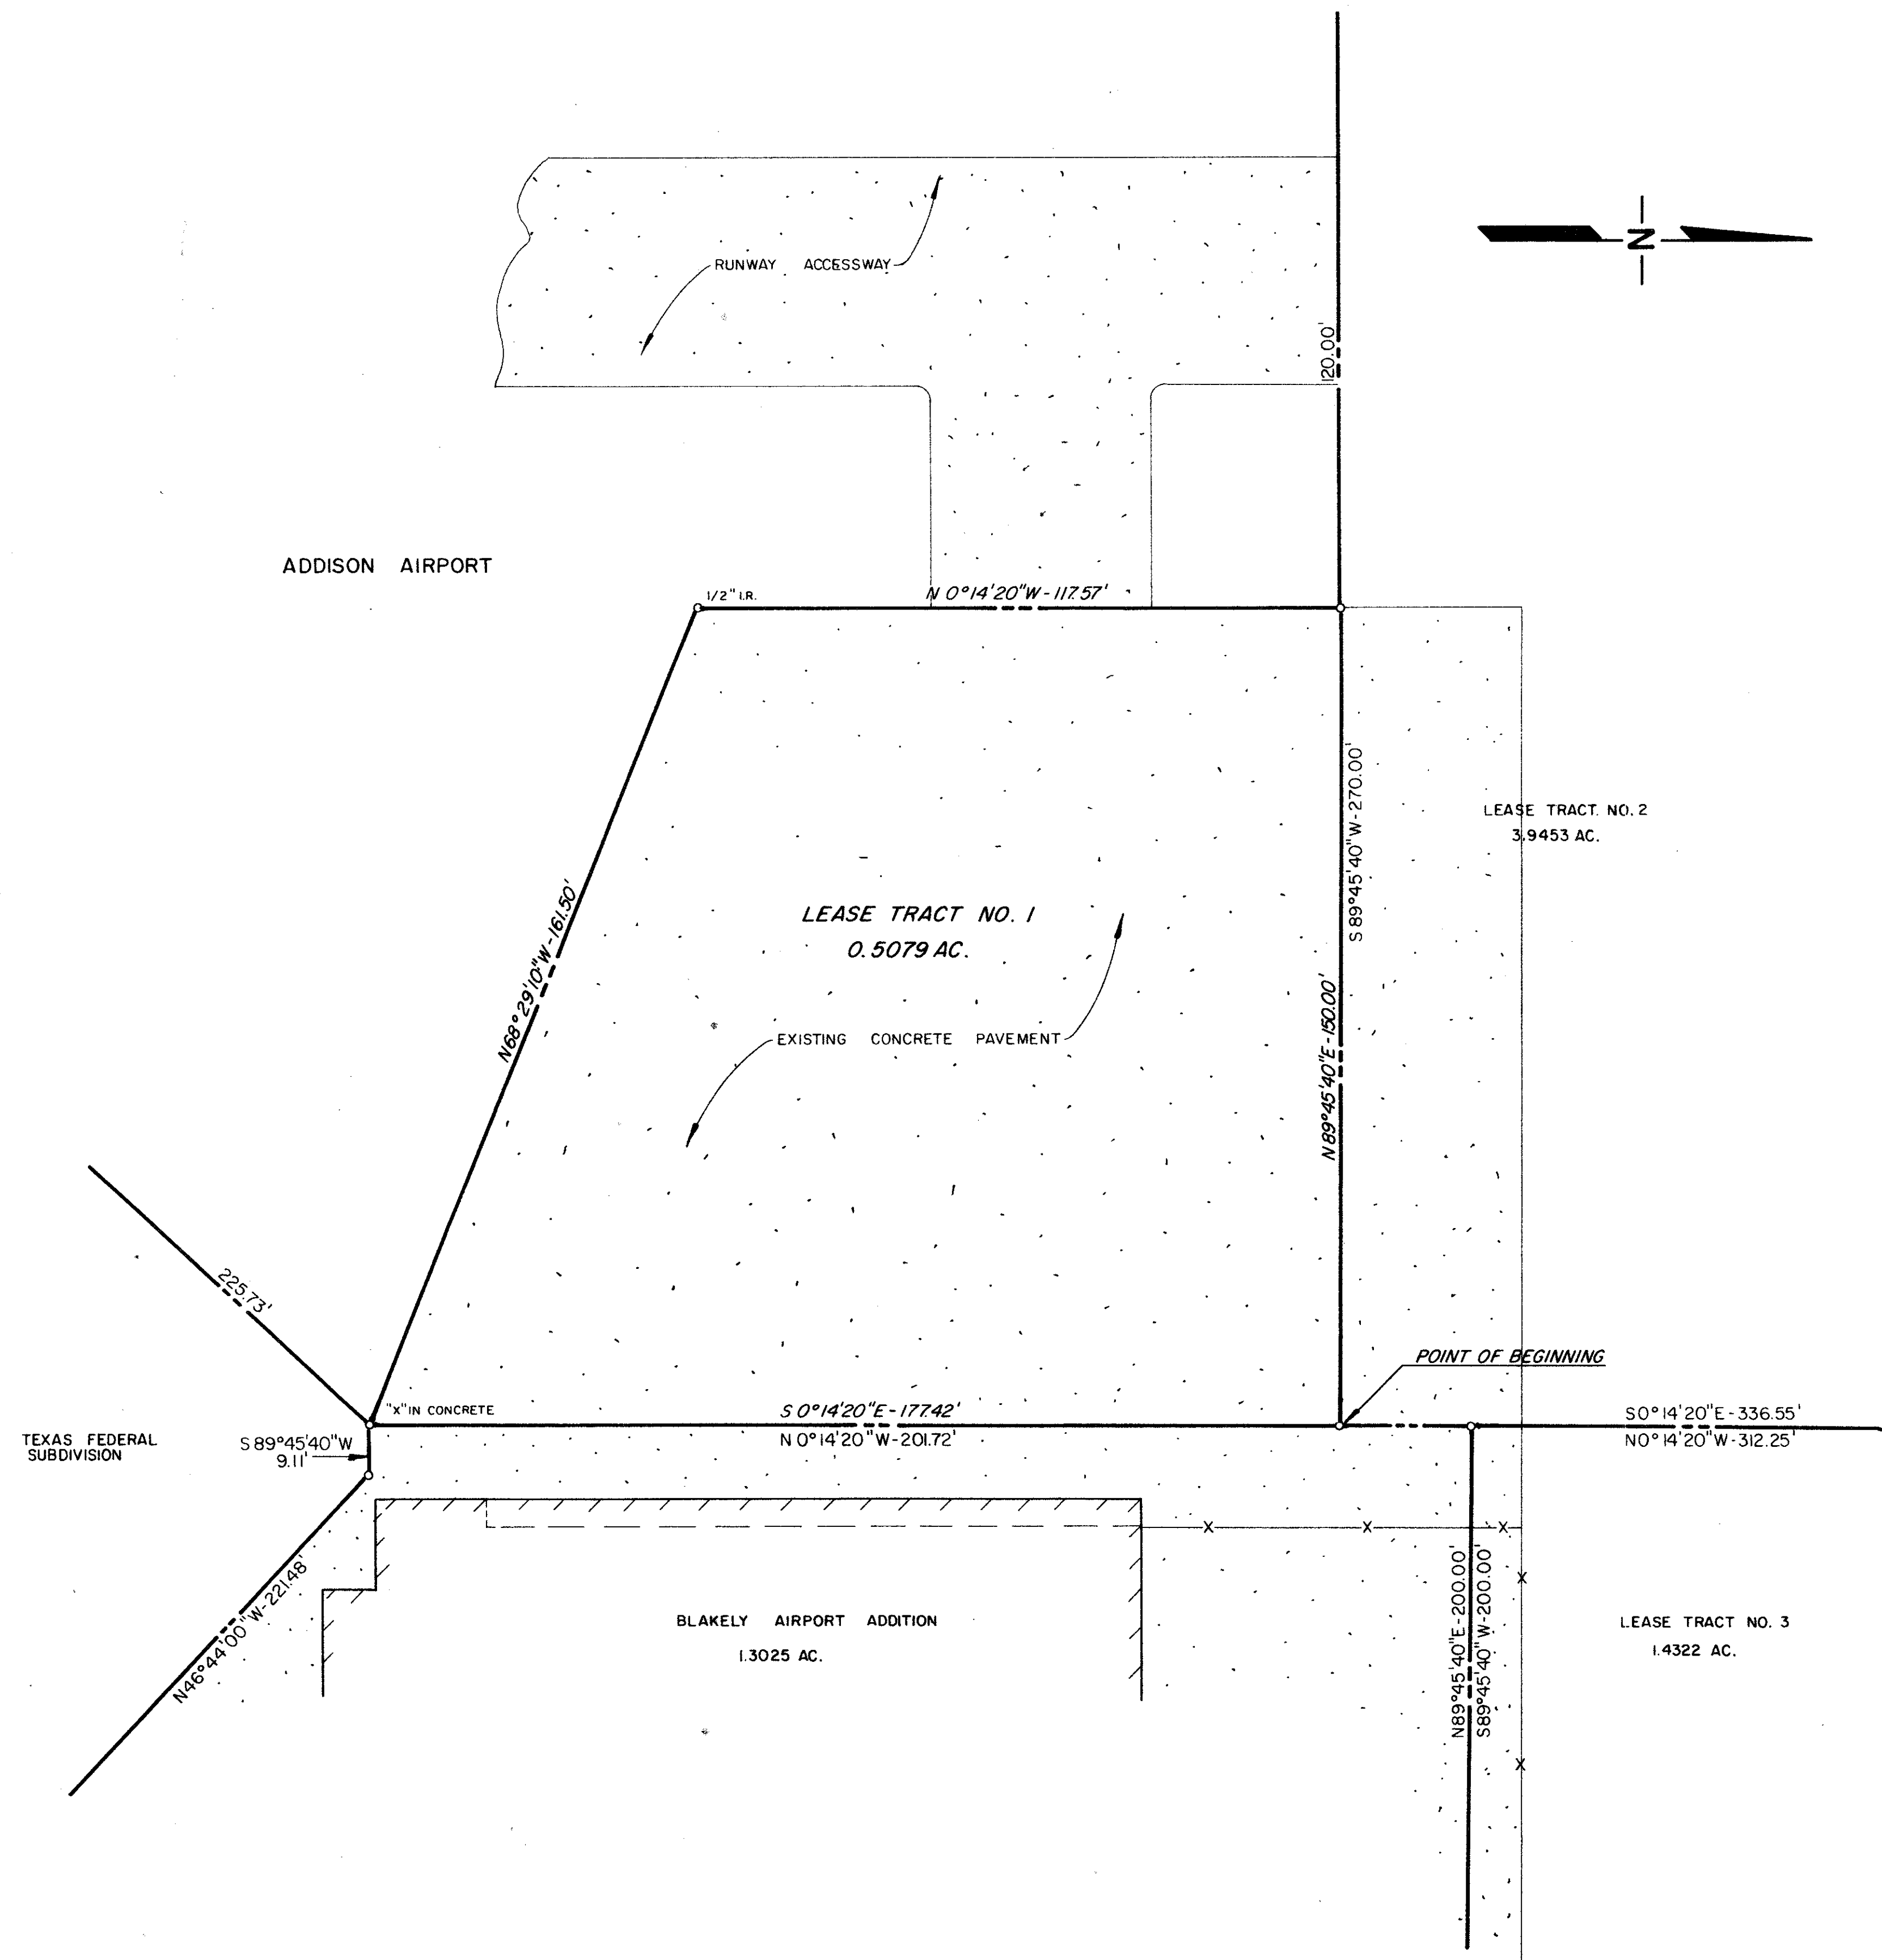 N
RUNWAY ACCESSWAY
120.00'
ADDISON AIRPORT
1/2" I.R.
N 0°14'20"W-117.57'
S 89°45'40"W-270.00'
LEASE TRACT NO. 2
3.9453 AC.
N68°29'10"W-161.50'
LEASE TRACT NO. 1
0.5079 AC.
N89°45'40"E-150.00'
EXISTING CONCRETE PAVEMENT
225.73'
POINT OF BEGINNING
"X" IN CONCRETE
S 0°14'20"E-177.42'
N 0°14'20"W-201.72'
S0°14'20"E-336.55'
N0°14'20"W-312.25'
TEXAS FEDERAL
SUBDIVISION
S 89°45'40"W
9.11'
N46°44'00"W-221.48'
X X X
X
X
BLAKELY AIRPORT ADDITION
1.3025 AC.
N89°45'40"E-200.00'
S89°45'40"W-200.00'
LEASE TRACT NO. 3
1.4322 AC.